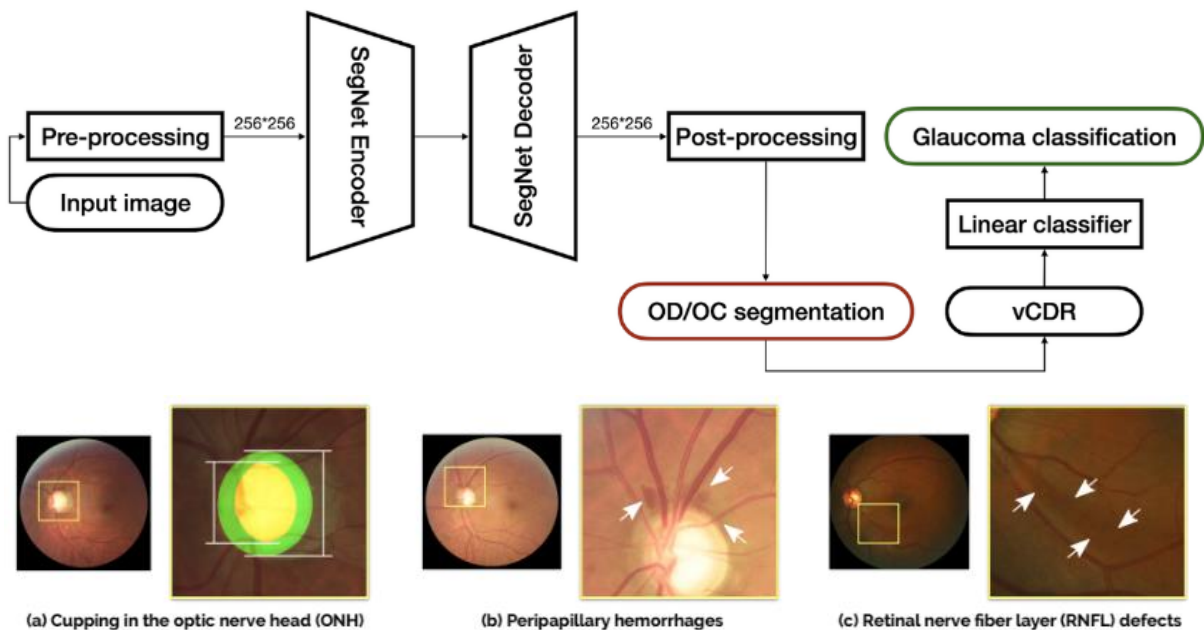 Pre-processing
Input image
256*256
SegNet Encoder
SegNet Decoder
256*256
Post-processing
Glaucoma classification
Linear classifier
OD/OC segmentation
vCDR
(a) Cupping in the optic nerve head (ONH)
(b) Peripapillary hemorrhages
(c) Retinal nerve fiber layer (RNFL) defects